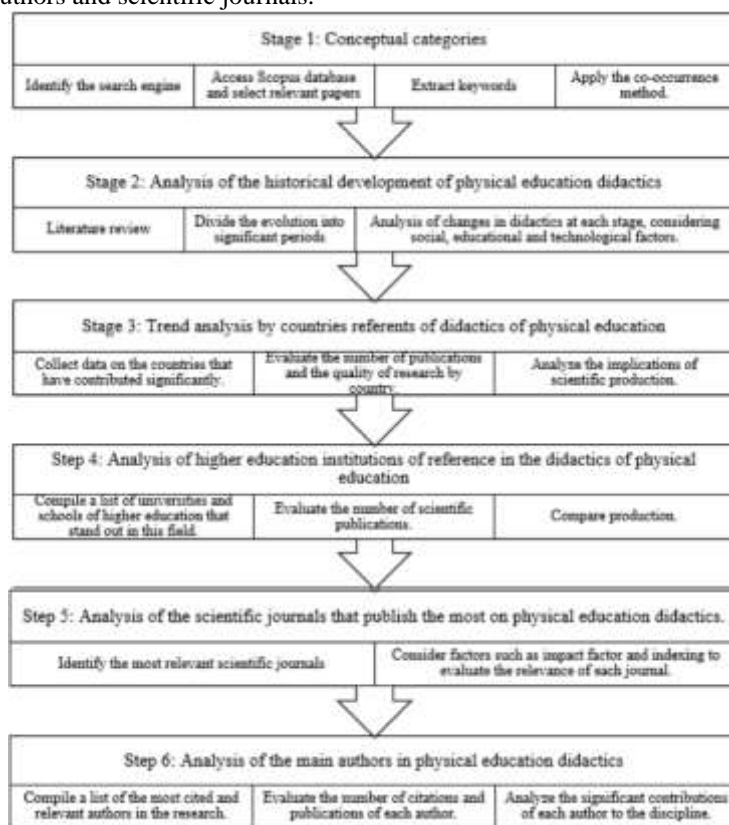 uthors and scientific journals.
Stage 1: Conceptual categories
Identify the search engine
Access Scopus database
and select relevant papers
Extract keywords
Apply the co-occurrence
method.
Stage 2: Analysis of the historical development of physical education didactics
Literature review
Divide the evolution into
significant periods
Analysis of changes in didactics at each stage, considering
social, educational and technological factors.
Stage 3: Trend analysis by countries referents of didactics of physical education
Collect data on the countries that
have contributed significantly.
Evaluate the number of publications
and the quality of research by
country.
Analyze the implications of
scientific production.
Step 4: Analysis of higher education institutions of reference in the didactics of physical
education
Compile a list of universities and
schools of higher education that
stand out in this field.
Evaluate the number of scientific
publications.
Compare production.
Step 5: Analysis of the scientific journals that publish the most on physical education didactics.
Identify the most relevant scientific journals
Consider factors such as impact factor and indexing to
evaluate the relevance of each journal.
Step 6: Analysis of the main authors in physical education didactics
Compile a list of the most cited and
relevant authors in the research.
Evaluate the number of citations and
publications of each author.
Analyze the significant contributions
of each author to the discipline.